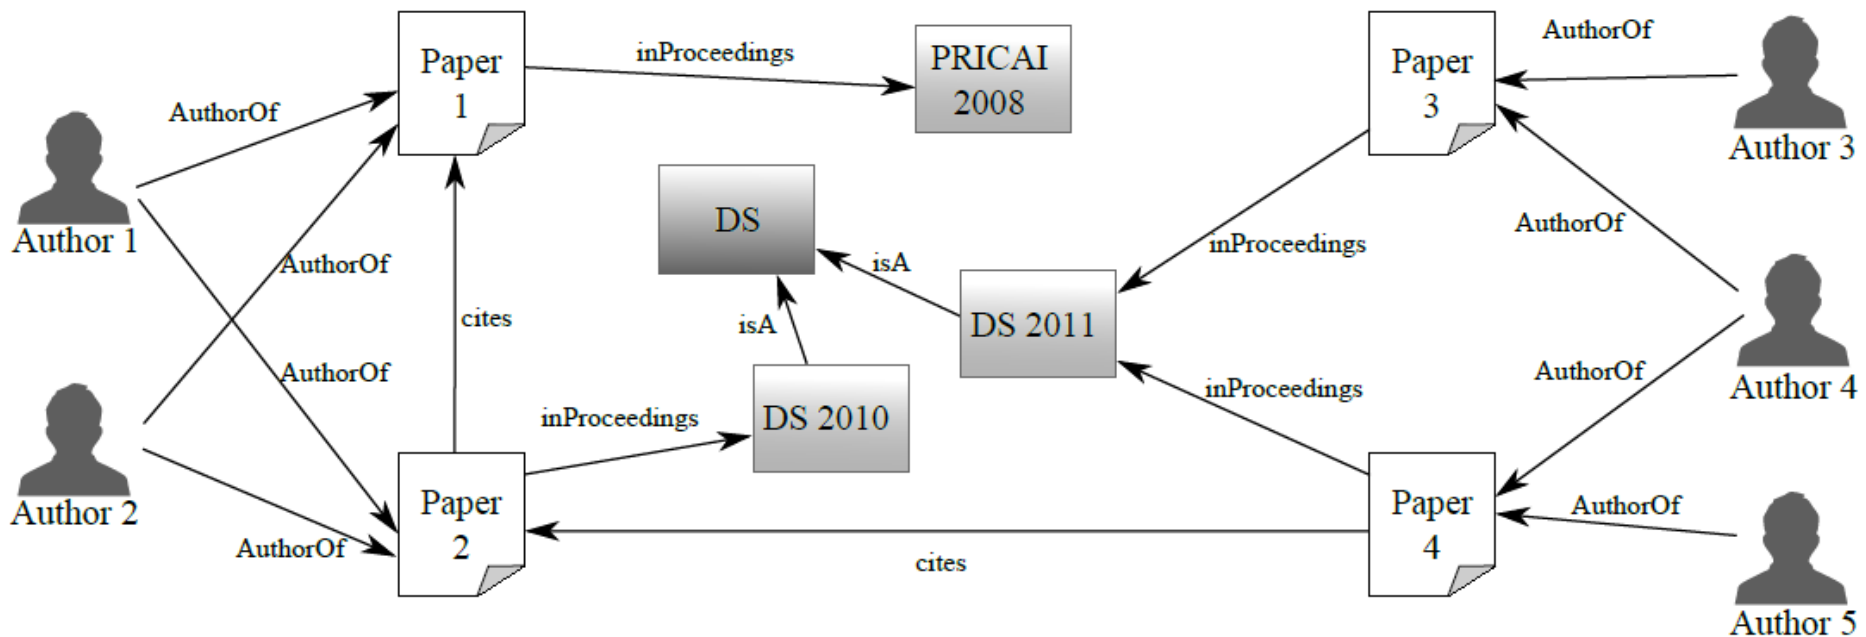 Paper
1
inProceedings
PRICAI
2008
Paper
3
AuthorOf
Author 3
AuthorOf
Author 1
AuthorOf
DS
isA
inProceedings
AuthorOf
cites
isA
DS 2011
AuthorOf
inProceedings
AuthorOf
Author 4
DS 2010
inProceedings
Author 2
AuthorOf
Paper
2
cites
Paper
4
AuthorOf
Author 5